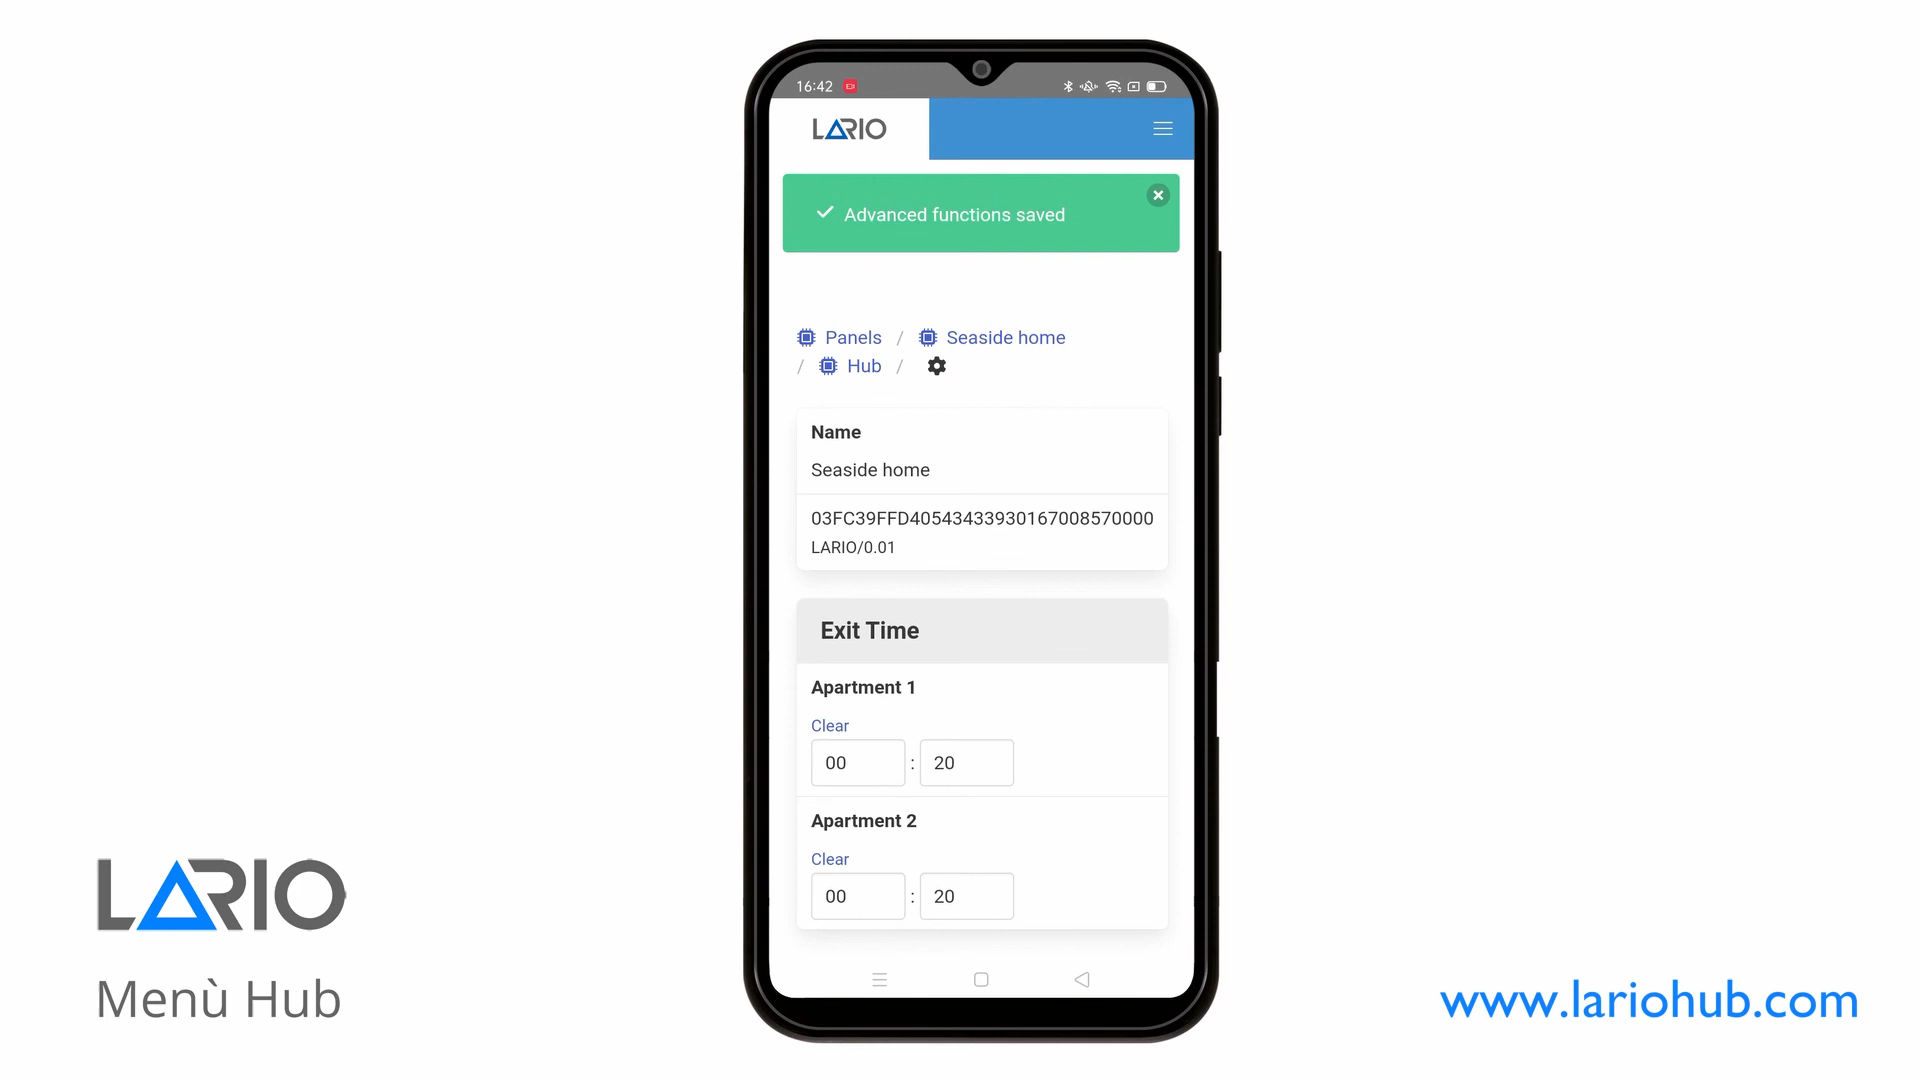 16:42
LARIO
Advanced functions saved
Panels / Seaside home
/ Hub /
Name
Seaside home
03FC39FFD40543433930167008570000
LARIO/0.01
Exit Time
Apartment 1
Clear
00 : 20
Apartment 2
Clear
00 : 20
LARIO
Menù Hub
www.lariohub.com